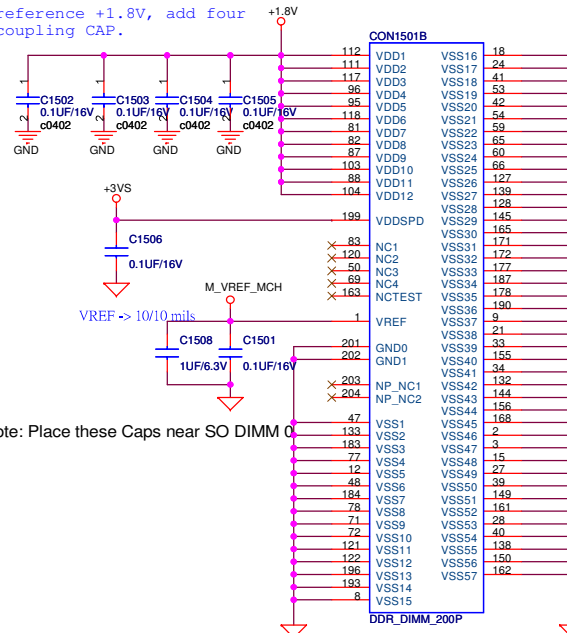 reference +1.8V, add four
coupling CAP.
+1.8V
1 1 1 1
C1502
0.1UF/16V
c0402
C1503
0.1UF/16V
c0402
C1504
0.1UF/16V
c0402
C1505
0.1UF/16V
c0402
2 2 2 2
GND GND GND GND
+3VS
C1506
0.1UF/16V
M_VREF_MCH
VREF -> 10/10 mils
C1508
1UF/6.3V
C1501
0.1UF/16V
ote: Place these Caps near SO DIMM 0
CON1501B
112 VDD1 VSS16 18
111 VDD2 VSS17 24
117 VDD3 VSS18 41
96 VDD4 VSS19 53
95 VDD5 VSS20 42
118 VDD6 VSS21 54
81 VDD7 VSS22 59
82 VDD8 VSS23 65
87 VDD9 VSS24 60
103 VDD10 VSS25 66
88 VDD11 VSS26 127
104 VDD12 VSS27 139
VSS28 128
199 VDDSPD VSS29 145
VSS30 165
83 NC1 VSS31 171
120 NC2 VSS32 172
50 NC3 VSS33 177
69 NC4 VSS34 187
163 NCTEST VSS35 178
VSS36 190
1 VREF VSS37 9
VSS38 21
201 GND0 VSS39 33
202 GND1 VSS40 155
VSS41 34
203 NP_NC1 VSS42 132
204 NP_NC2 VSS43 144
VSS44 156
47 VSS1 VSS45 168
133 VSS2 VSS46 2
183 VSS3 VSS47 3
77 VSS4 VSS48 15
12 VSS5 VSS49 27
48 VSS6 VSS50 39
184 VSS7 VSS51 149
78 VSS8 VSS52 161
71 VSS9 VSS53 28
72 VSS10 VSS54 40
121 VSS11 VSS55 138
122 VSS12 VSS56 150
196 VSS13 VSS57 162
193 VSS14
8 VSS15
DDR_DIMM_200P